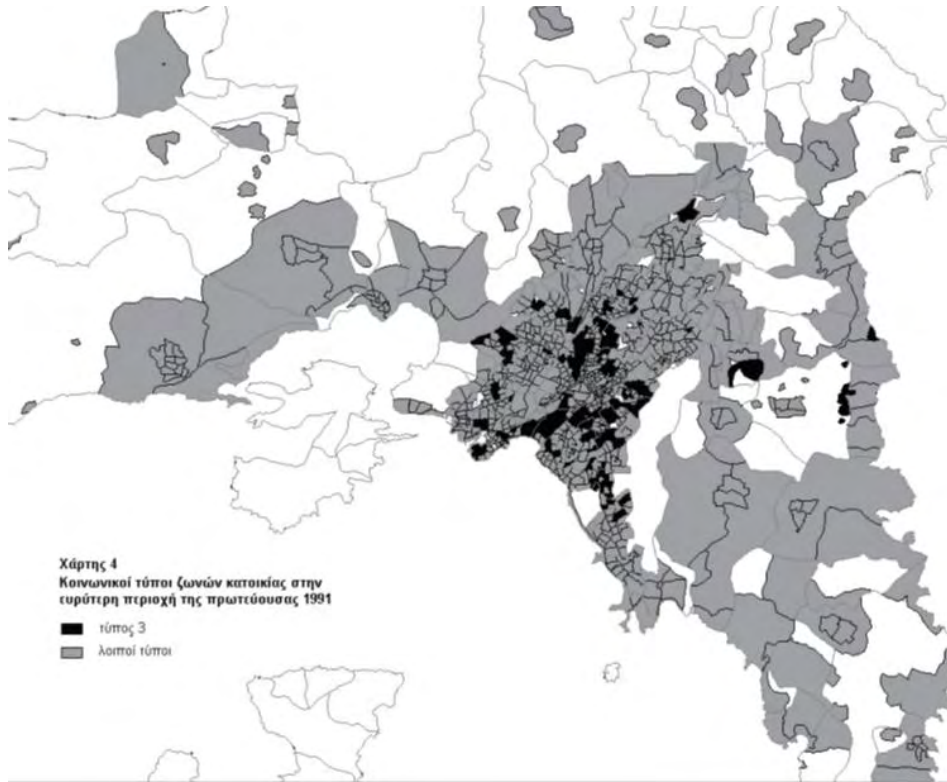 Χάρτης 4
Κοινωνικοί τύποι ζωνών κατοικίας στην
ευρύτερη περιοχή της πρωτεύουσας 1991
τύπος 3
λοιποί τύποι